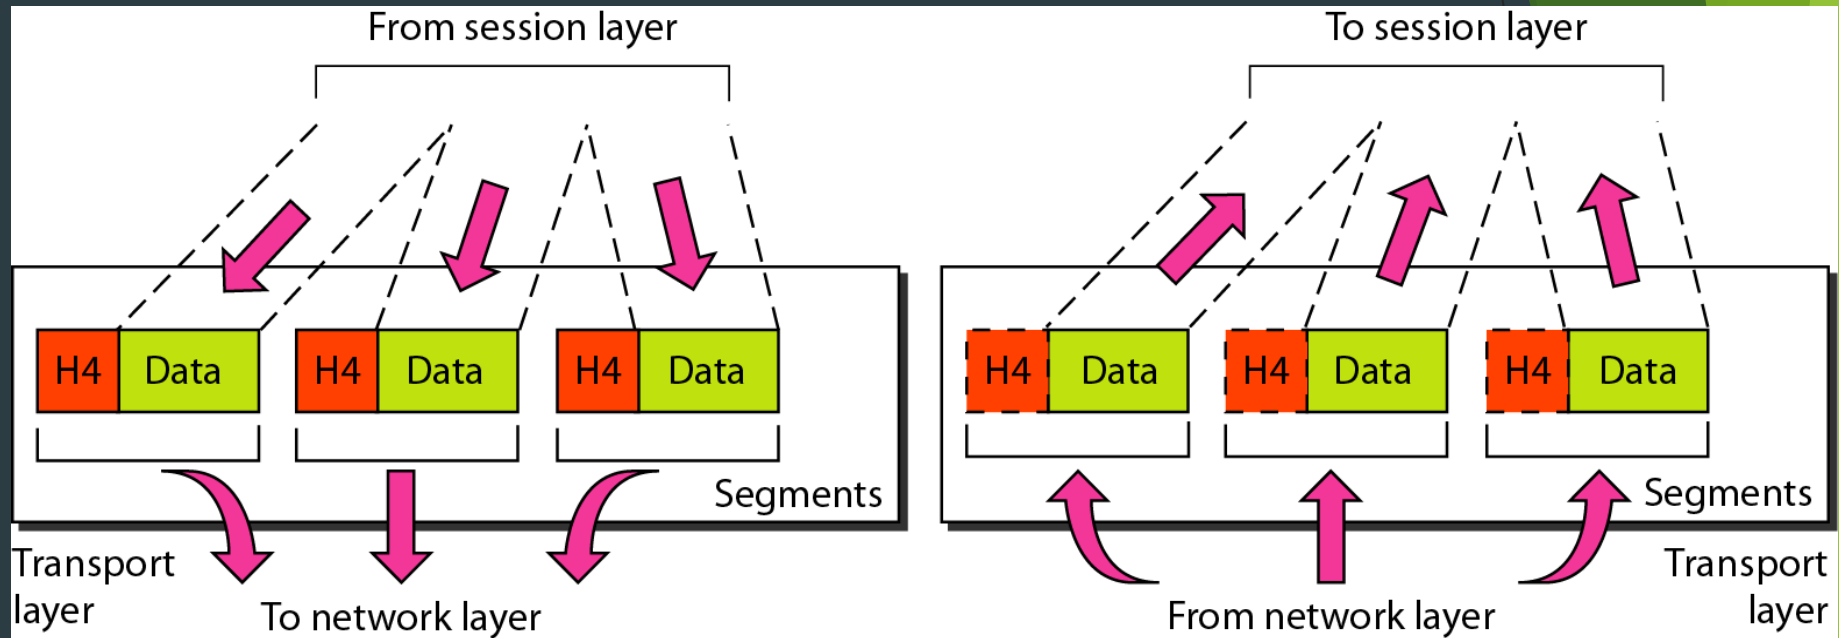 From session layer
H4 Data H4 Data H4 Data
Segments
Transport
layer
To network layer
To session layer
H4 Data H4 Data H4 Data
Segments
Transport
layer
From network layer